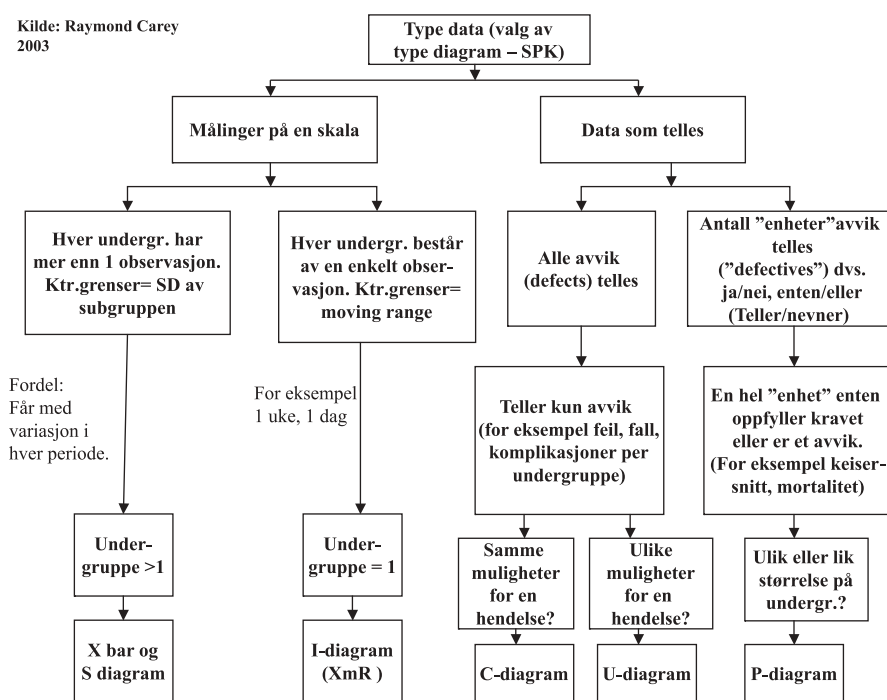 Kilde: Raymond Carey
2003
Type data (valg av
type diagram – SPK)
Målinger på en skala
Data som telles
Hver undergr. har
mer enn 1 observasjon.
Ktr.grenser= SD av
subgruppen
Hver undergr. består
av en enkelt obser-
vasjon. Ktr.grenser=
moving range
Alle avvik
(defects) telles
Antall ”enheter”avvik
telles
(”defectives”) dvs.
ja/nei, enten/eller
(Teller/nevner)
Fordel:
Får med
variasjon i
hver periode.
For eksempel
1 uke, 1 dag
Teller kun avvik
(for eksempel feil, fall,
komplikasjoner per
undergruppe)
En hel ”enhet” enten
oppfyller kravet
eller er et avvik.
(For eksempel keiser-
snitt, mortalitet)
Under-
gruppe >1
Under-
gruppe = 1
Samme
muligheter
for en
hendelse?
Ulike
muligheter
for en
hendelse?
Ulik eller lik
størrelse på
undergr.?
X bar og
S diagram
I-diagram
(XmR )
C-diagram
U-diagram
P-diagram